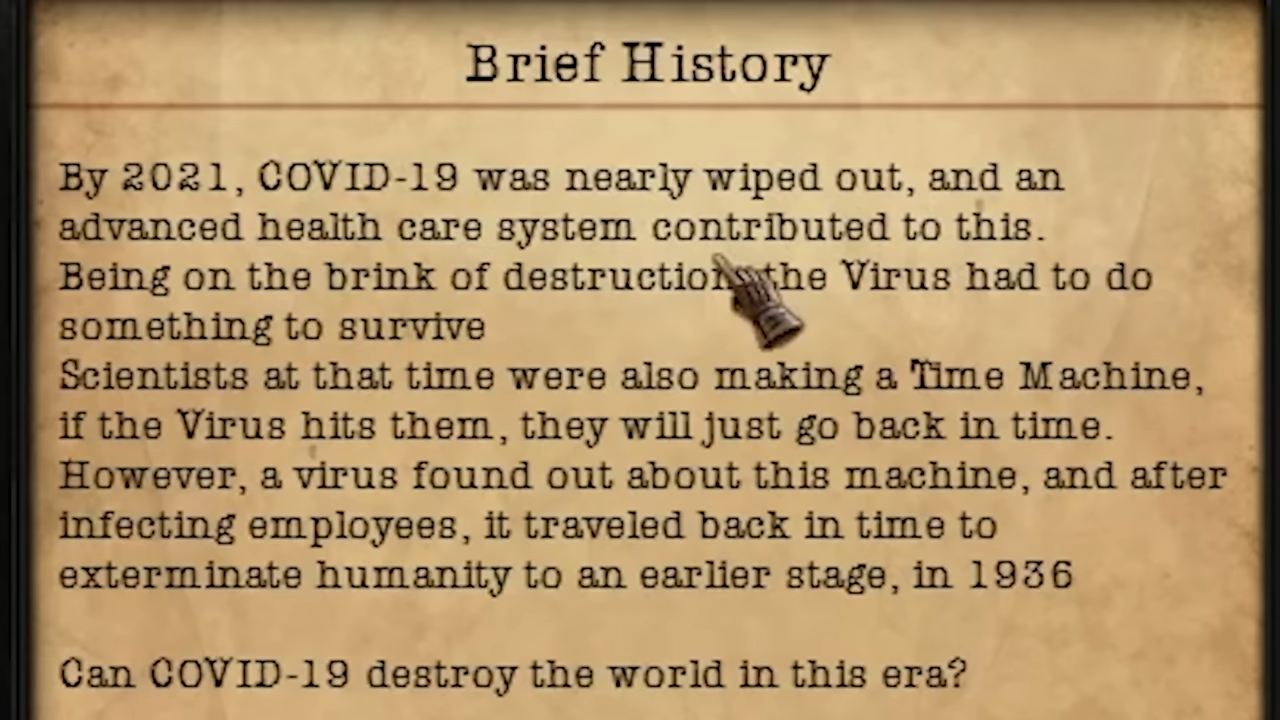 Brief History
By 2021, COVID-19 was nearly wiped out, and an
advanced health care system contributed to this.
Being on the brink of destruction, the Virus had to do
something to survive
Scientists at that time were also making a Time Machine,
if the Virus hits them, they will just go back in time.
However, a virus found out about this machine, and after
infecting employees, it traveled back in time to
exterminate humanity to an earlier stage, in 1936
Can COVID-19 destroy the world in this era?